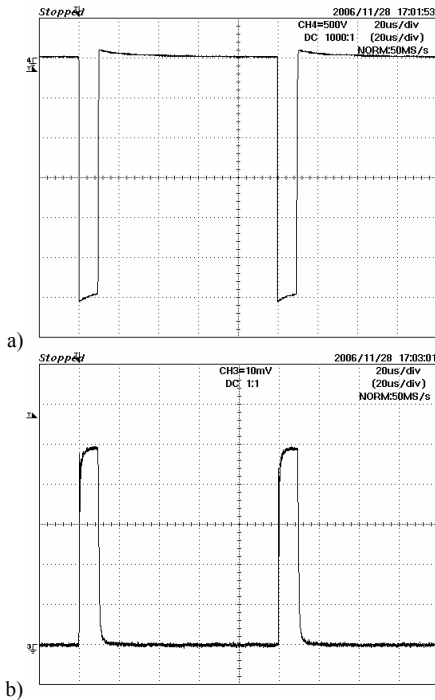 Stopped 2006/11/28 17:01:53
CH4=500V 20us/div
DC 1000:1 (20us/div)
NORM:50MS/s
a)
Stopped 2006/11/28 17:03:01
CH3=10mV 20us/div
DC 1:1 (20us/div)
NORM:50MS/s
3
b)